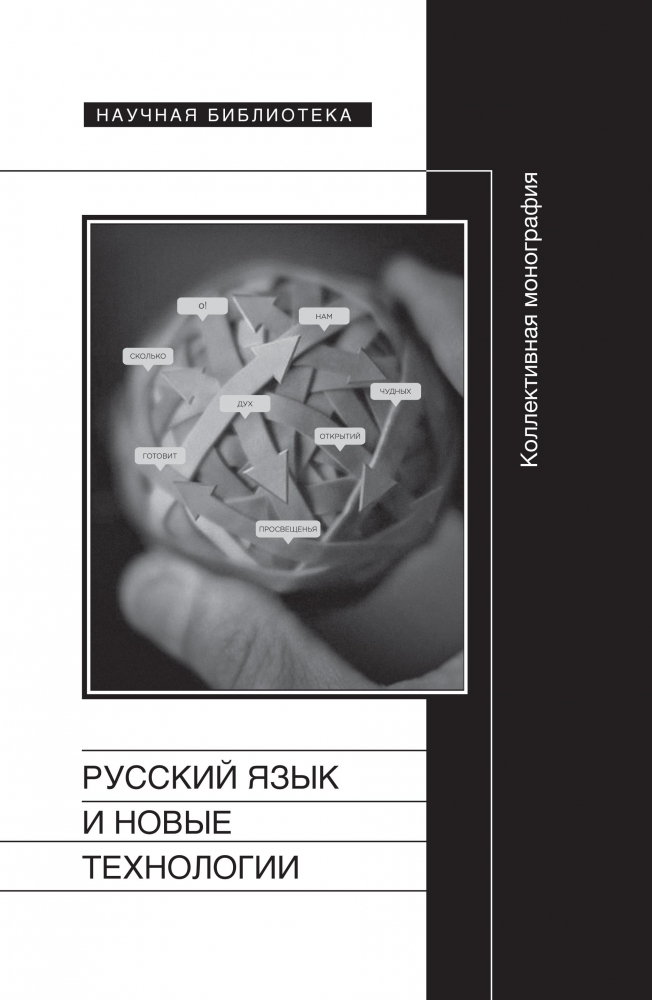 НАУЧНАЯ БИБЛИОТЕКА
Коллективная монография
О!
СКОЛЬКО
НАМ
ЧУДНЫХ
ОТКРЫТИЙ
ГОТОВИТ
ПРОСВЕЩЕНЬЯ
ДУХ
РУССКИЙ ЯЗЫК
И НОВЫЕ
ТЕХНОЛОГИИ